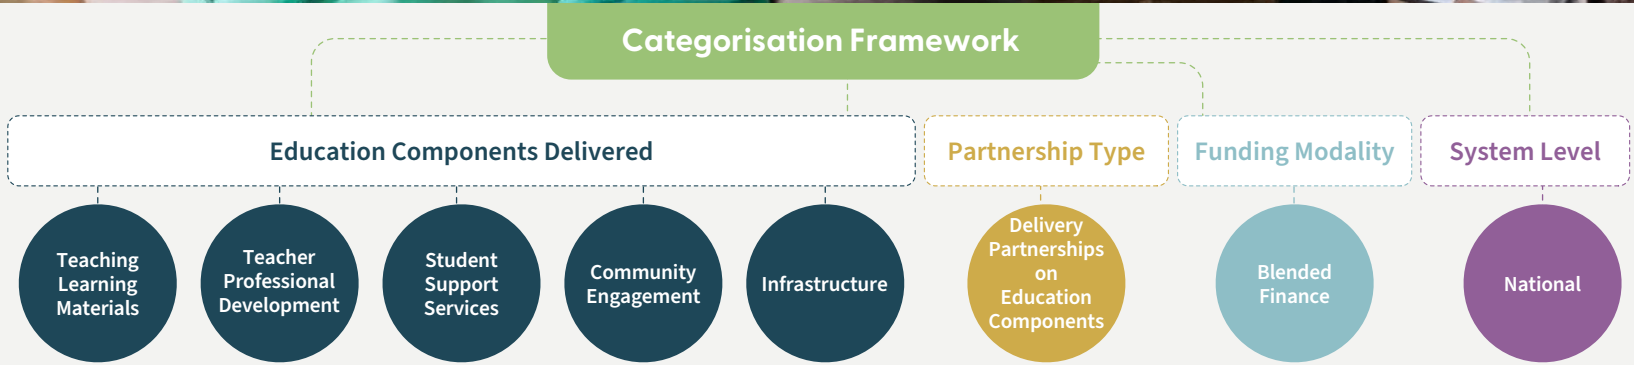 Categorisation Framework
Education Components Delivered
Partnership Type
Funding Modality
System Level
Teaching
Learning
Materials
Teacher
Professional
Development
Student
Support
Services
Community
Engagement
Infrastructure
Delivery
Partnerships
on
Education
Components
Blended
Finance
National